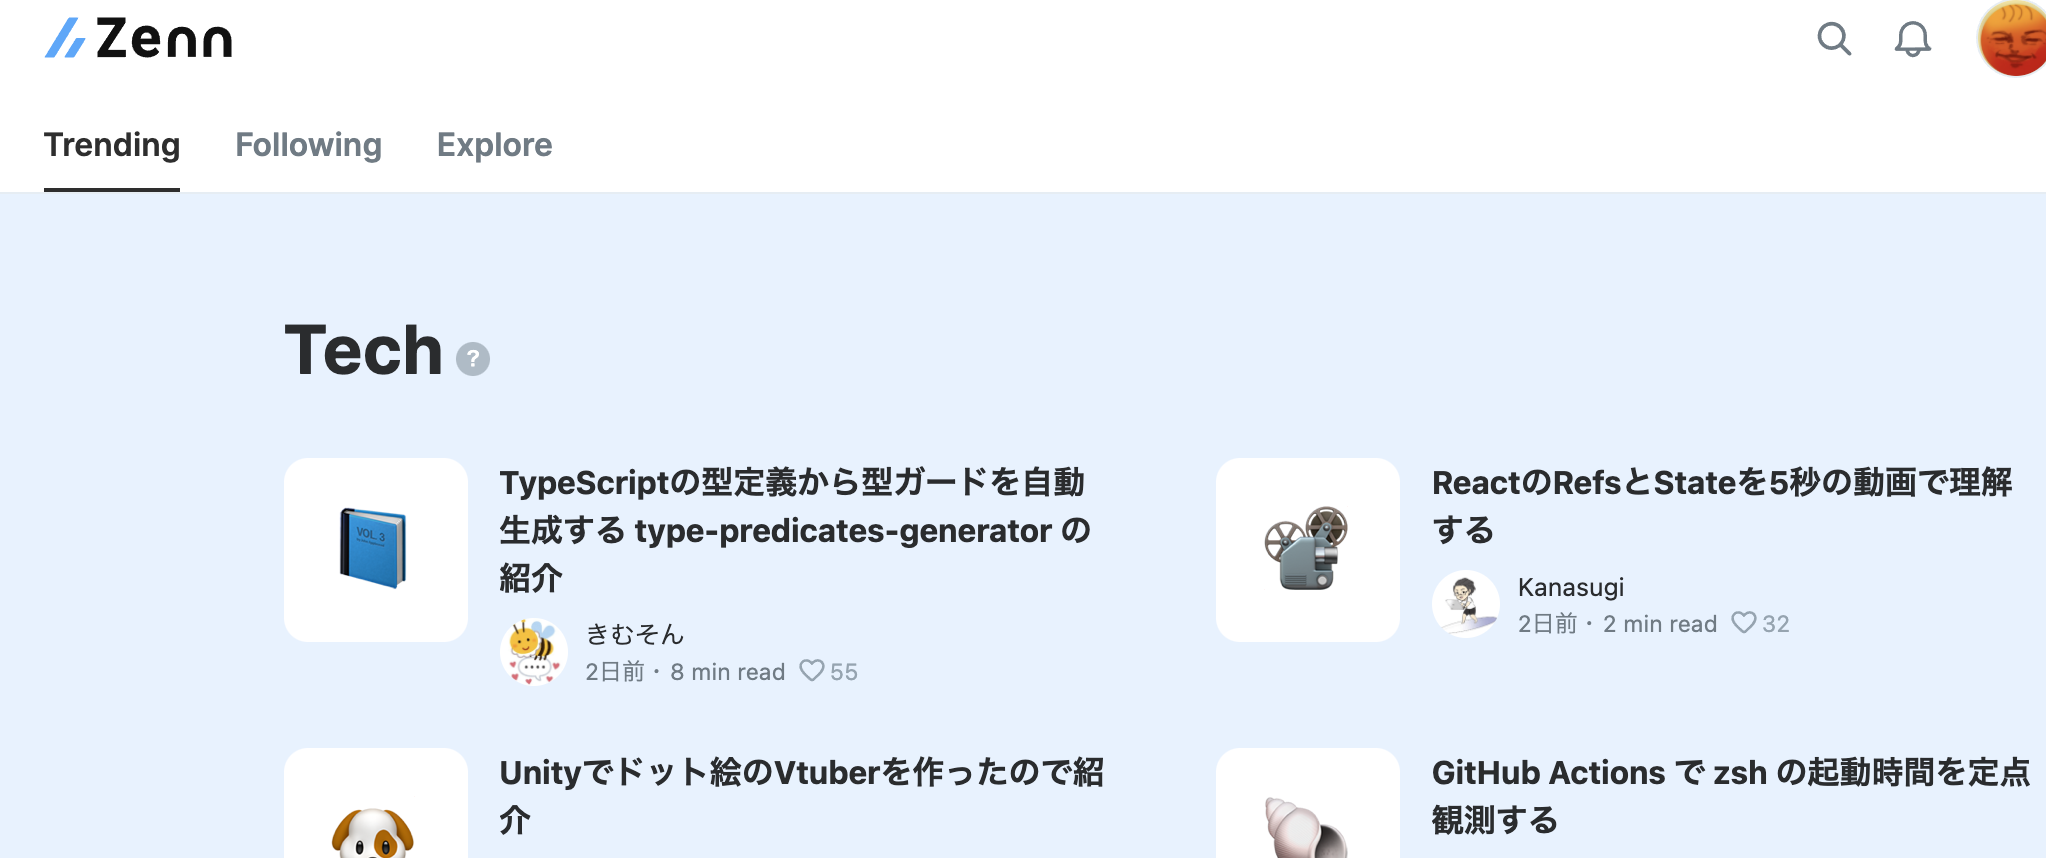 Zenn
Trending
Following
Explore
Tech ?
VOL. 3
TypeScriptの型定義から型ガードを自動
生成する type-predicates-generator の
紹介
きむそん
2日前・8 min read 55
ReactのRefsとStateを5秒の動画で理解
する
Kanasugi
2日前・2 min read 32
Unityでドット絵のVtuberを作ったので紹
介
GitHub Actions で zsh の起動時間を定点
観測する